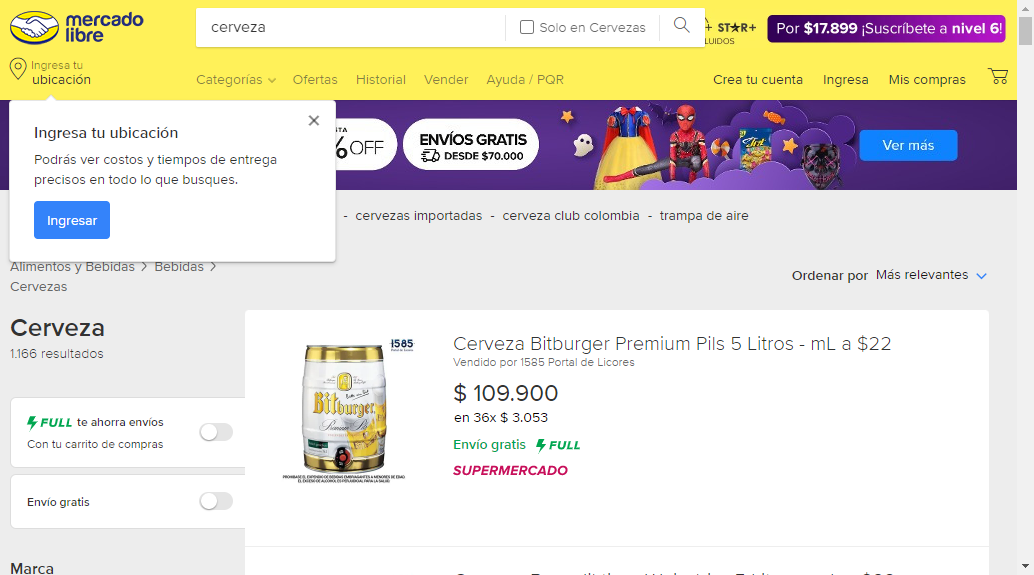 mercado
libre
cerveza
Solo en Cervezas
+ ST★R+
LUIDOS
Por $17.899 ¡Suscríbete a nivel 6!
Ingresa tu
ubicación
Categorías
Ofertas
Historial
Vender
Ayuda / PQR
Crea tu cuenta
Ingresa
Mis compras
Ingresa tu ubicación
Podrás ver costos y tiempos de entrega
precisos en todo lo que busques.
Ingresar
STA
% OFF
ENVÍOS GRATIS
DESDE $70.000
Ver más
- cervezas importadas - cerveza club colombia - trampa de aire
Alimentos y Bebidas > Bebidas >
Cervezas
Ordenar por Más relevantes
Cerveza
1.166 resultados
FULL te ahorra envíos
Con tu carrito de compras
Envío gratis
Marca
1585
Portal de Licores
Bitburger
Premium Pils
PROHÍBASE EL EXPENDIO DE BEBIDAS EMBRIAGANTES A MENORES DE EDAD.
EL EXCESO DE ALCOHOL ES PERJUDICIAL PARA LA SALUD
Cerveza Bitburger Premium Pils 5 Litros - mL a $22
Vendido por 1585 Portal de Licores
$ 109.900
en 36x $ 3.053
Envío gratis FULL
SUPERMERCADO